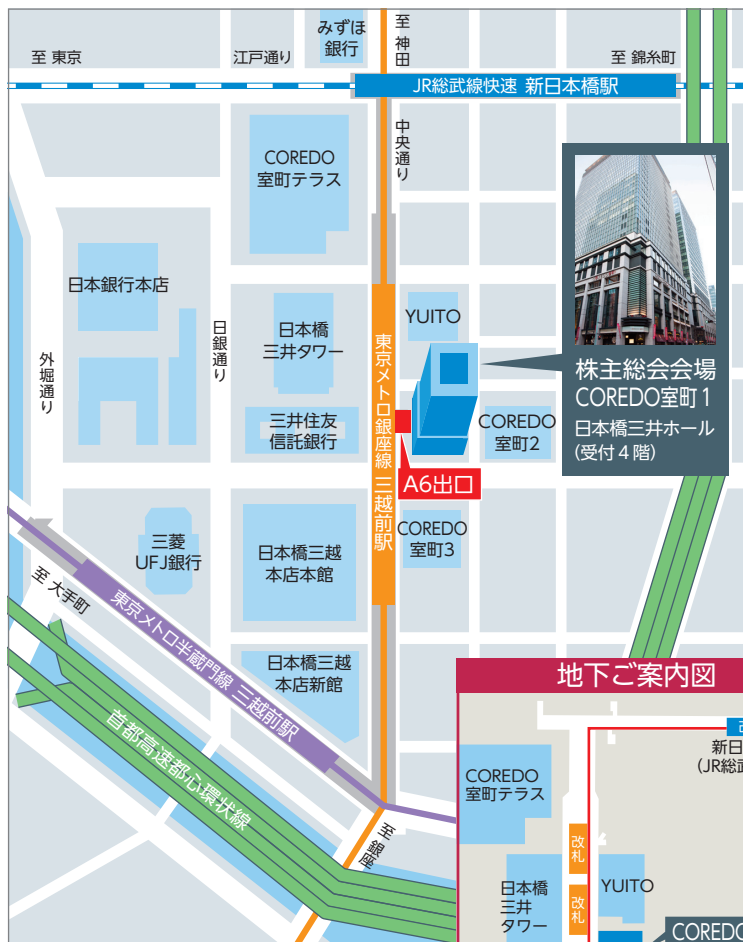 みずほ
銀行
至 神田
至 東京
江戸通り
至 錦糸町
JR総武線快速 新日本橋駅
中央通り
COREDO
室町テラス
日本銀行本店
外堀通り
日銀通り
日本橋
三井タワー
YUITO
東京メトロ銀座線 三越前駅
株主総会会場
COREDO室町1
日本橋三井ホール
(受付4階)
三井住友
信託銀行
COREDO
室町2
A6出口
COREDO
室町3
三菱
UFJ銀行
日本橋三越
本店本館
至 大手町
東京メトロ半蔵門線 三越前駅
日本橋三越
本店新館
首都高速都心環状線
至 銀座
地下ご案内図
新日
(JR総武
COREDO
室町テラス
改札
日本橋
三井
タワー
改札
YUITO
COREDO